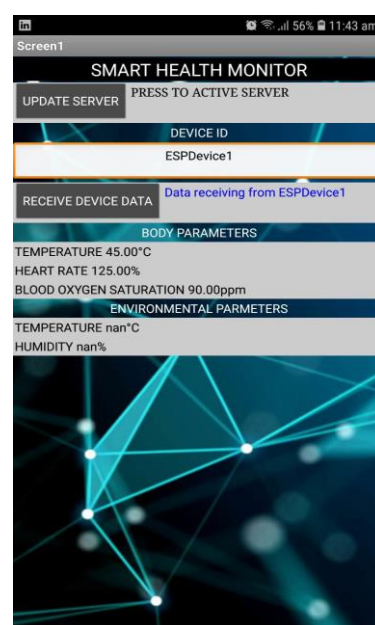 in 56% 11:43 am
Screen1
SMART HEALTH MONITOR
UPDATE SERVER PRESS TO ACTIVE SERVER
DEVICE ID
ESPDevice1
RECEIVE DEVICE DATA Data receiving from ESPDevice1
BODY PARAMETERS
TEMPERATURE 45.00°C
HEART RATE 125.00%
BLOOD OXYGEN SATURATION 90.00ppm
ENVIRONMENTAL PARMETERS
TEMPERATURE nan°C
HUMIDITY nan%